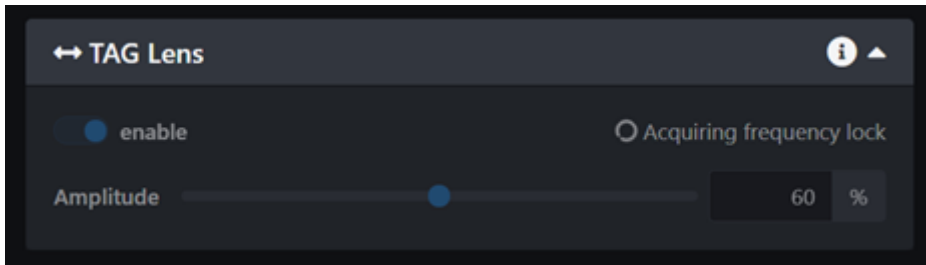 TAG Lens
enable
Acquiring frequency lock
Amplitude
60 %